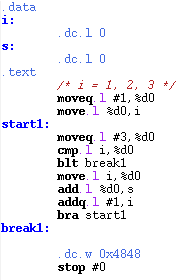 .data
i:
.dc.l 0
s:
.dc.l 0
.text
/* i = 1, 2, 3 */
moveq.l #1,%d0
move.l %d0,i
start1:
moveq.l #3,%d0
cmp.l i,%d0
blt break1
move.l i,%d0
add.l %d0,s
addq.l #1,i
bra start1
break1:
.dc.w 0x4848
stop #0